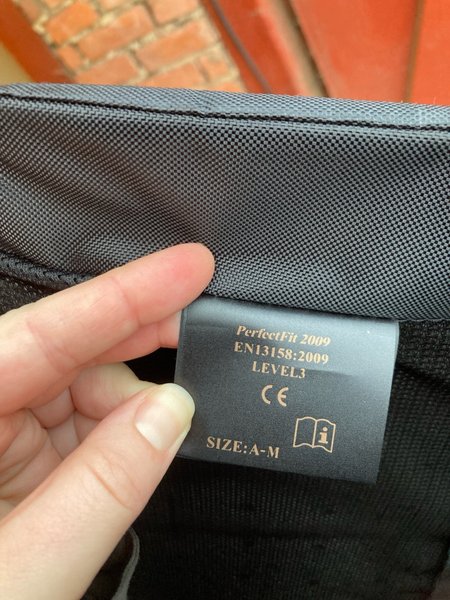 PerfectFit 2009
EN13158:2009
LEVEL3
CE
SIZE:A-M